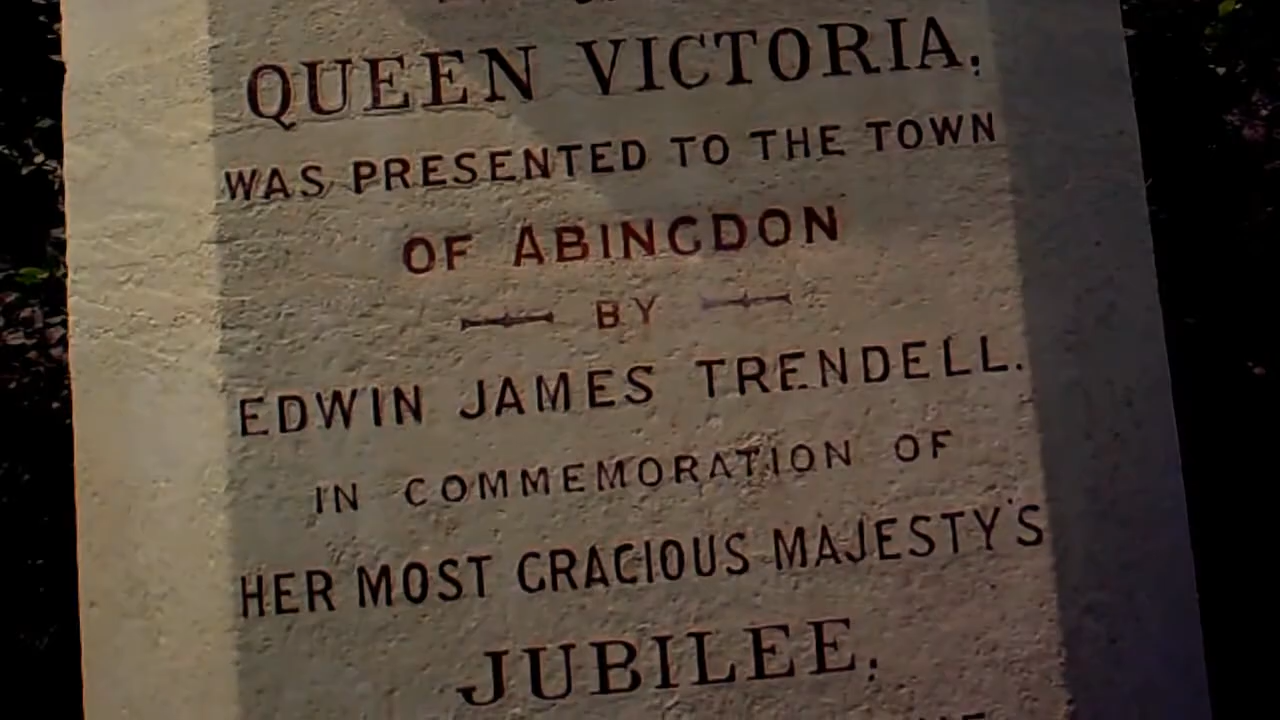 QUEEN VICTORIA,
WAS PRESENTED TO THE TOWN
OF ABINGDON
BY
EDWIN JAMES TRENDELL.
IN COMMEMORATION OF
HER MOST GRACIOUS MAJESTY'S
JUBILEE.